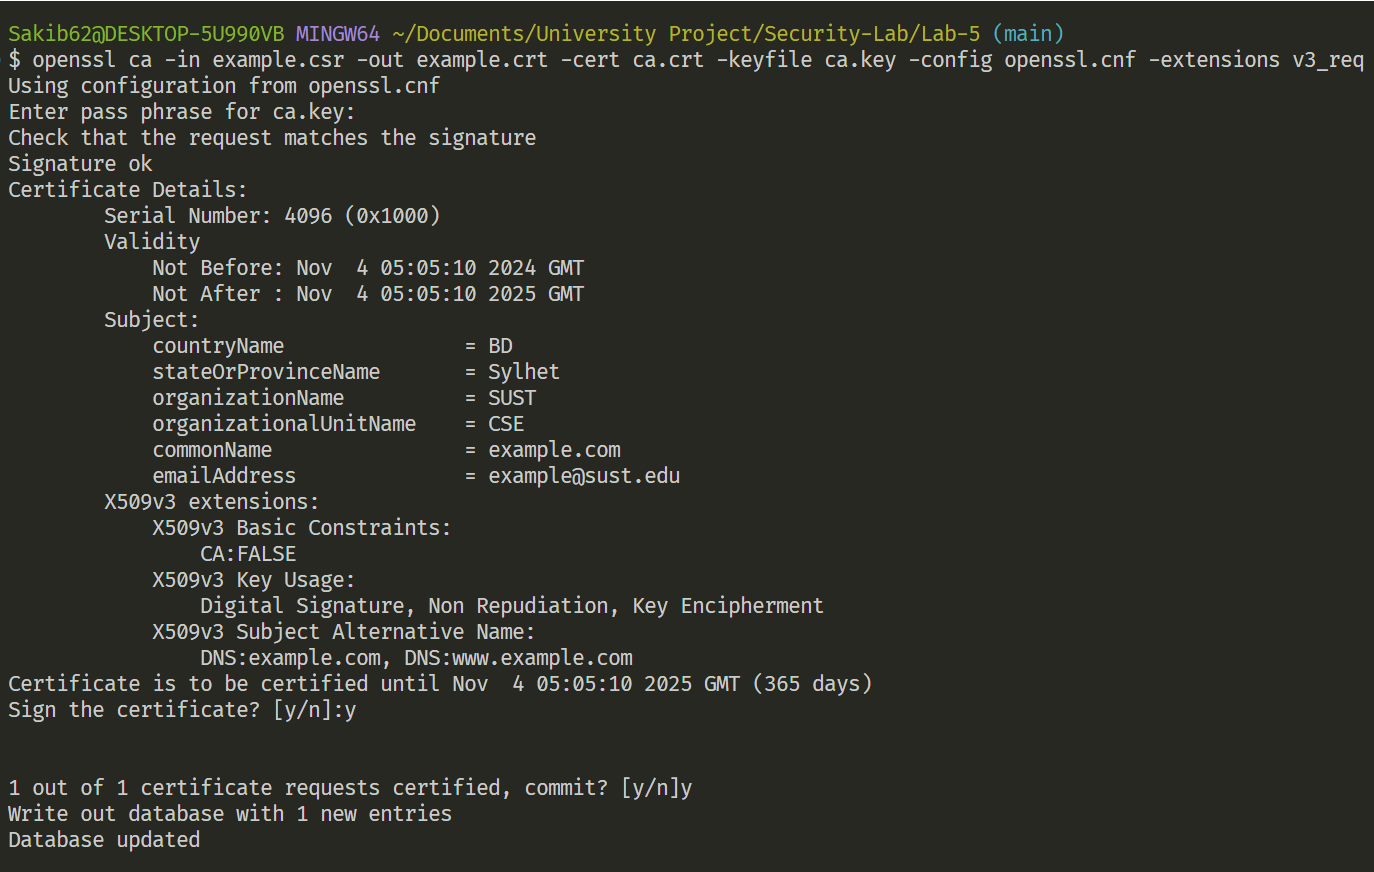 Sakib62@DESKTOP-5U990VB MINGW64 ~/Documents/University Project/Security-Lab/Lab-5 (main)
$ openssl ca -in example.csr -out example.crt -cert ca.crt -keyfile ca.key -config openssl.cnf -extensions v3_req
Using configuration from openssl.cnf
Enter pass phrase for ca.key:
Check that the request matches the signature
Signature ok
Certificate Details:
        Serial Number: 4096 (0x1000)
        Validity
            Not Before: Nov  4 05:05:10 2024 GMT
            Not After : Nov  4 05:05:10 2025 GMT
        Subject:
            countryName               = BD
            stateOrProvinceName       = Sylhet
            organizationName          = SUST
            organizationalUnitName    = CSE
            commonName                = example.com
            emailAddress              = example@sust.edu
        X509v3 extensions:
            X509v3 Basic Constraints:
                CA:FALSE
            X509v3 Key Usage:
                Digital Signature, Non Repudiation, Key Encipherment
            X509v3 Subject Alternative Name:
                DNS:example.com, DNS:www.example.com
Certificate is to be certified until Nov  4 05:05:10 2025 GMT (365 days)
Sign the certificate? [y/n]:y
1 out of 1 certificate requests certified, commit? [y/n]y
Write out database with 1 new entries
Database updated